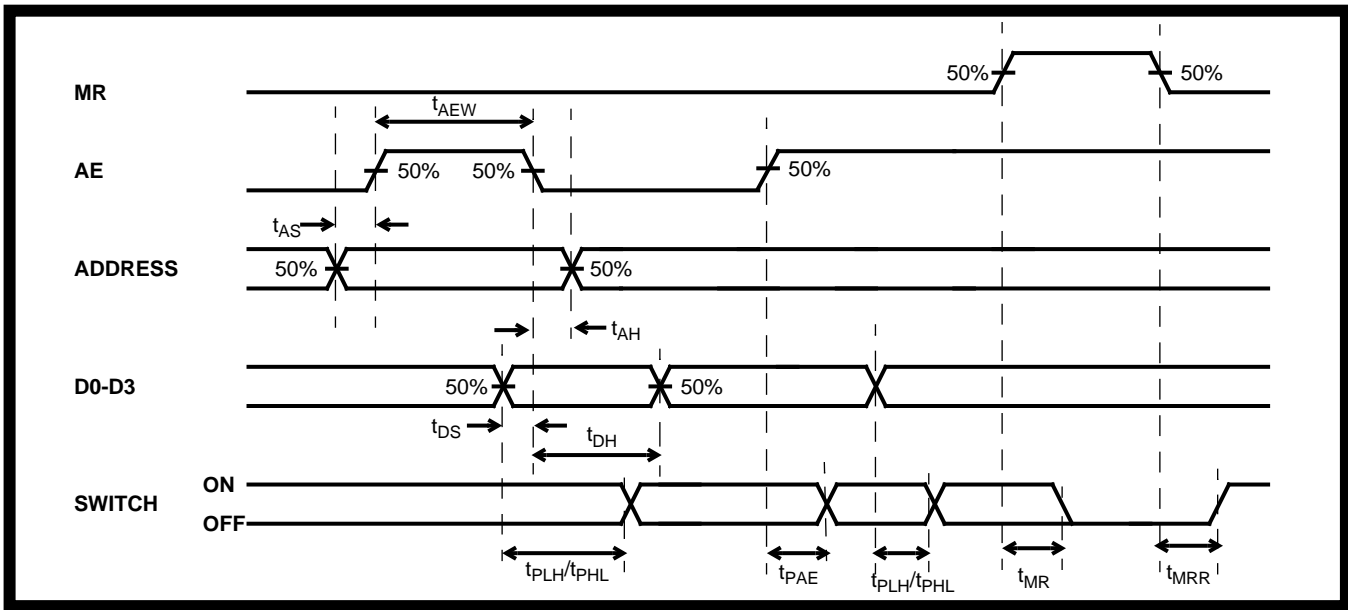 MR
50%
50%
tAEW
AE
50%
50%
50%
tAS
ADDRESS
50%
50%
tAH
D0-D3
50%
50%
tDS
tDH
SWITCH
ON
OFF
tPLH/tPHL
tPAE
tPLH/tPHL
tMR
tMRR